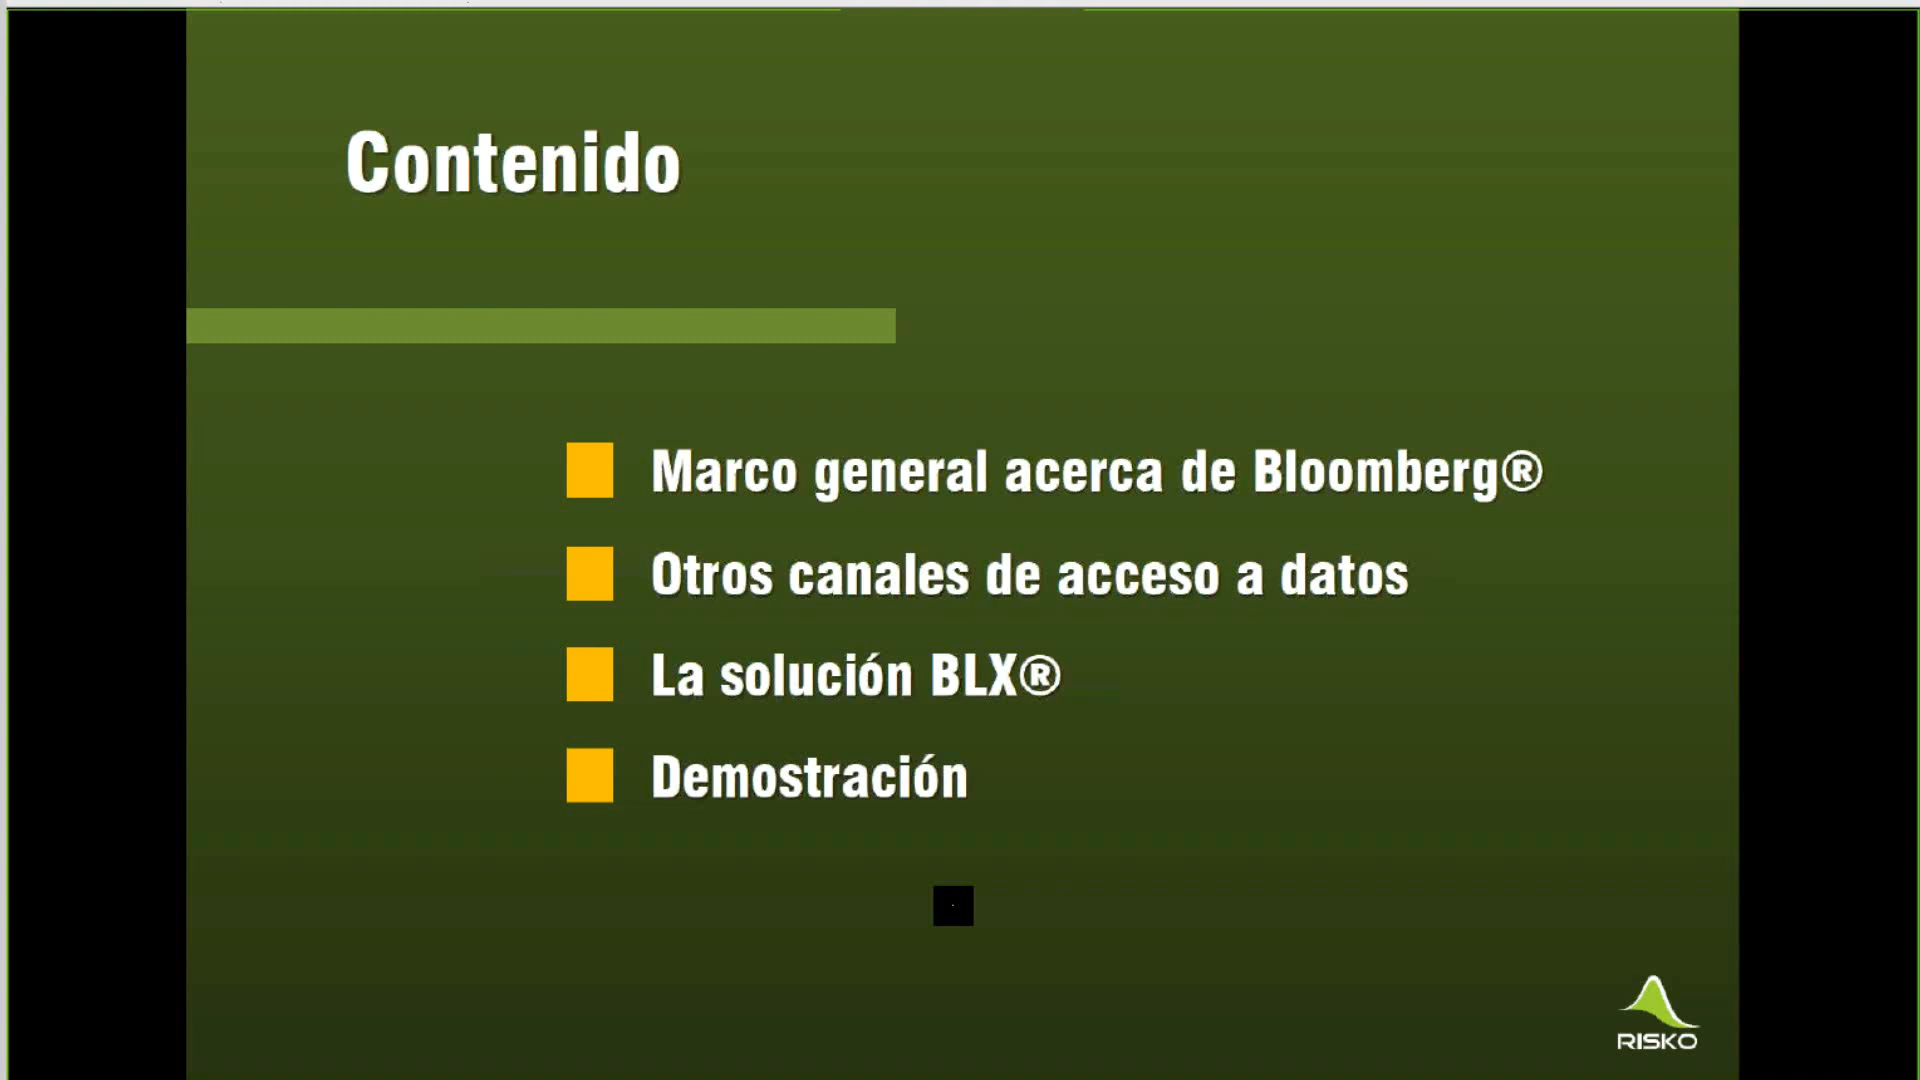 Contenido
Marco general acerca de Bloomberg®
Otros canales de acceso a datos
La solución BLX®
Demostración
RISKO